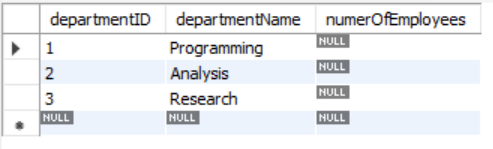 departmentID departmentName numerOfEmployees
1 Programming NULL
2 Analysis NULL
3 Research NULL
NULL NULL NULL